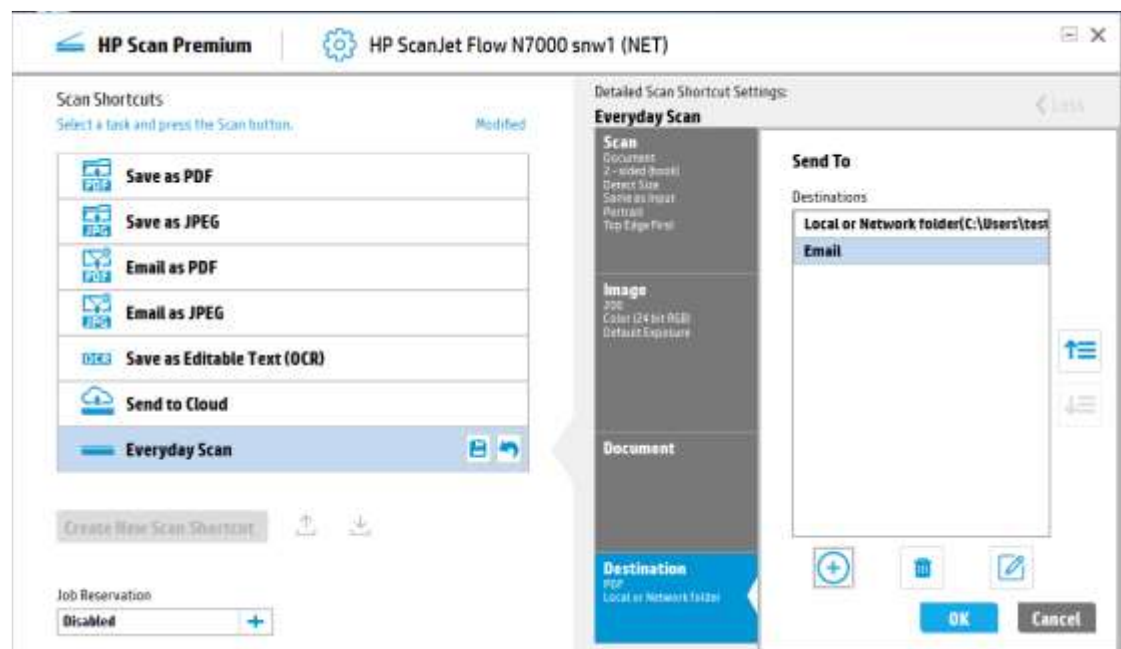 HP Scan Premium
HP ScanJet Flow N7000 snw1 (NET)
Scan Shortcuts
Select a task and press the Scan button.
Modified
Save as PDF
Save as JPEG
Email as PDF
Email as JPEG
Save as Editable Text (OCR)
Send to Cloud
Everyday Scan
Create New Scan Shortcut
Job Reservation
Disabled
Detailed Scan Shortcut Settings:
Less
Everyday Scan
Scan
Document
2-sided (book)
Detect Size
Same as Input
Portrait
Top Edge First
Image
200
Color (24 bit RGB)
Default Exposure
Document
Destination
PDF
Local or Network folder
Send To
Destinations
Local or Network folder(C:\Users\test
Email
OK
Cancel